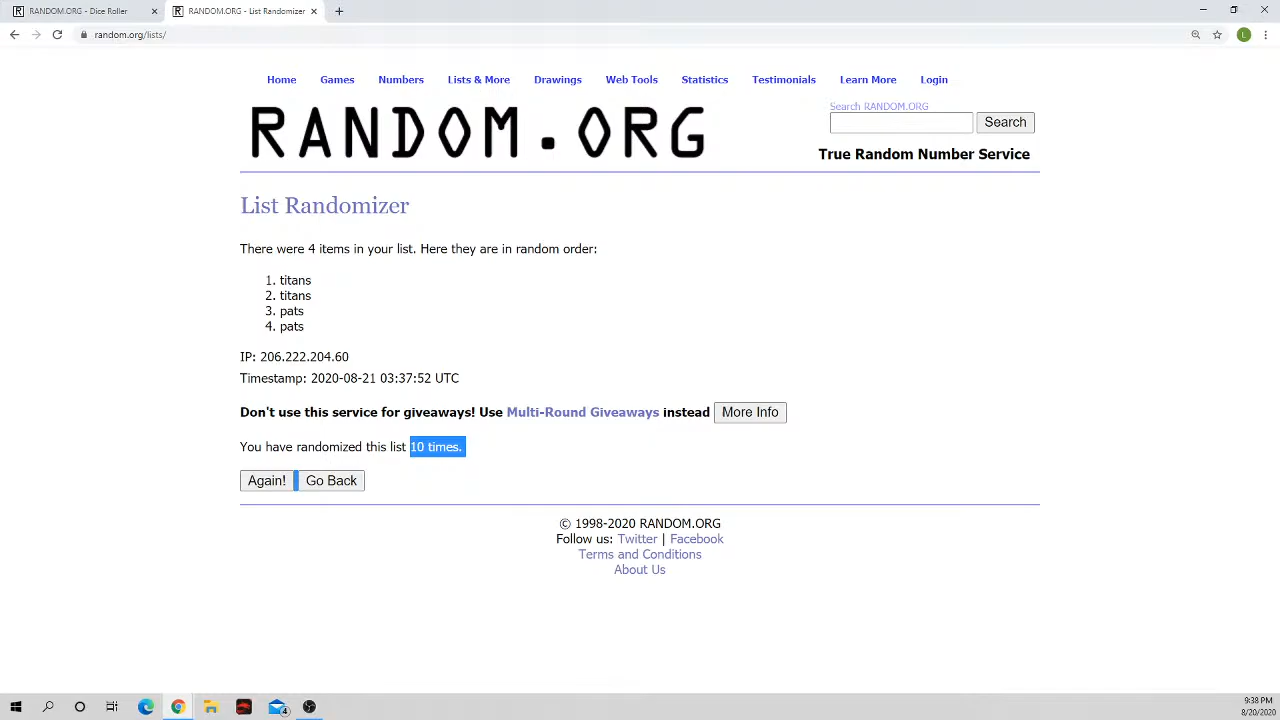 RANDOM.ORG - Dice Roller
RANDOM.ORG - List Randomizer
random.org/lists/
L
Home Games Numbers Lists & More Drawings Web Tools Statistics Testimonials Learn More Login
RANDOM.ORG
Search RANDOM.ORG
Search
True Random Number Service
List Randomizer
There were 4 items in your list. Here they are in random order:
1. titans
2. titans
3. pats
4. pats
IP: 206.222.204.60
Timestamp: 2020-08-21 03:37:52 UTC
Don't use this service for giveaways! Use Multi-Round Giveaways instead More Info
You have randomized this list 10 times.
Again! Go Back
© 1998-2020 RANDOM.ORG
Follow us: Twitter | Facebook
Terms and Conditions
About Us
4
9:38 PM
8/20/2020